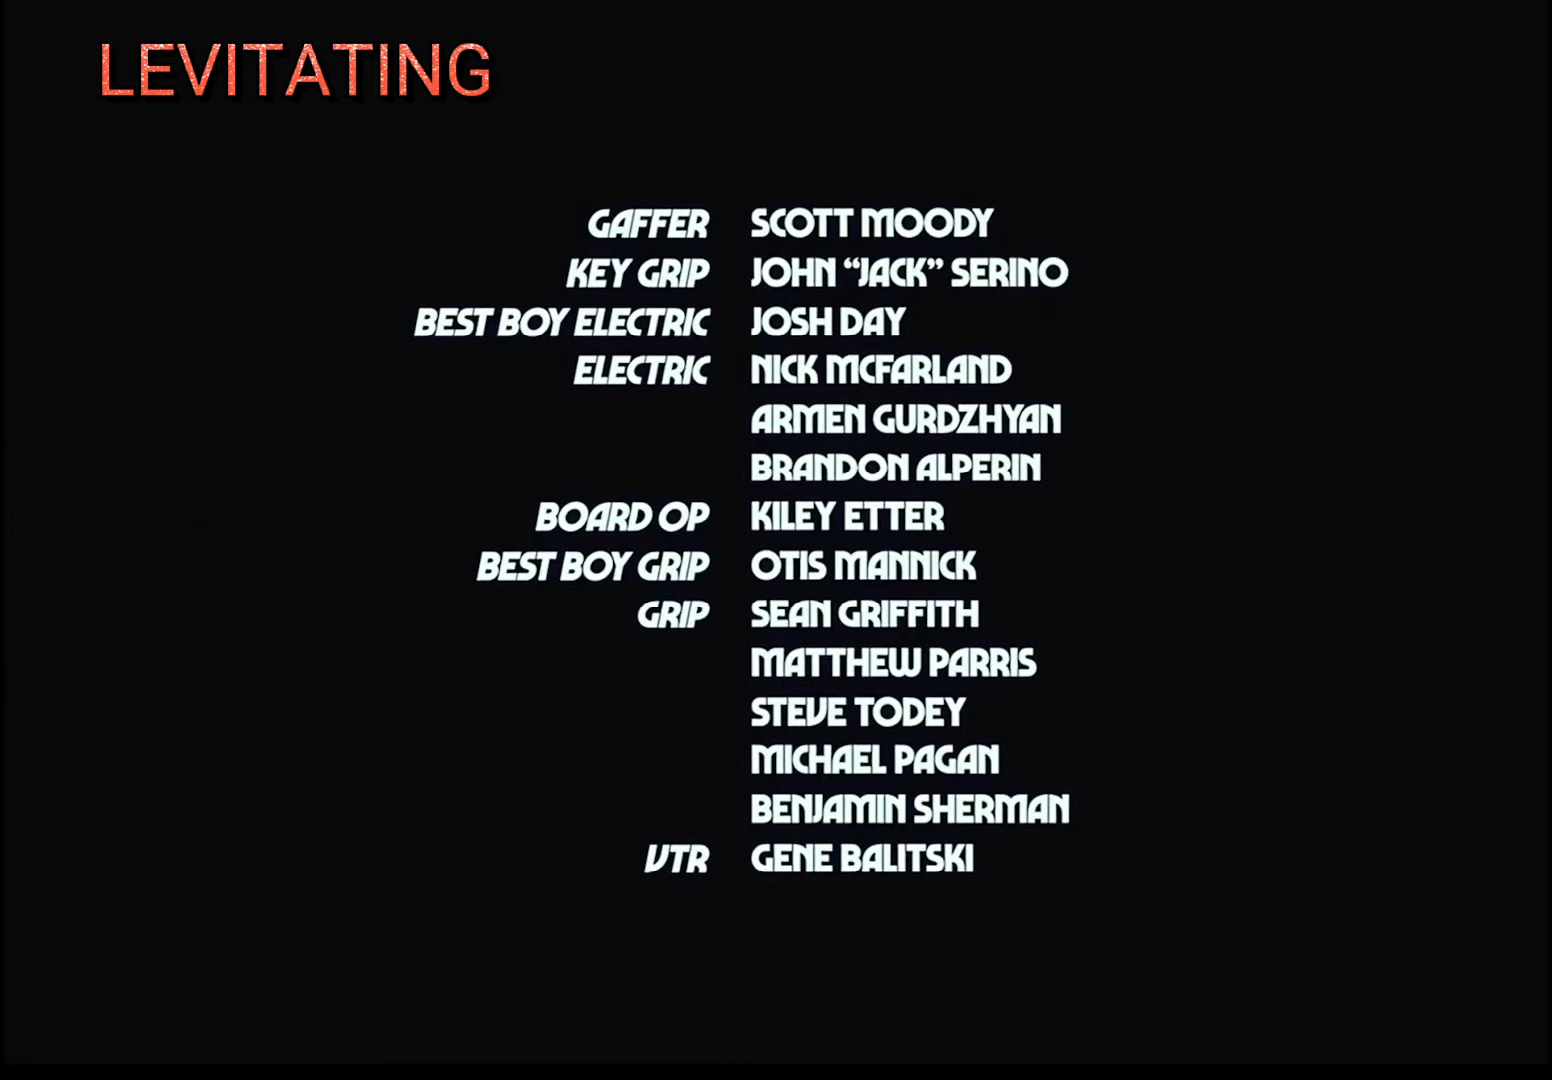 LEVITATING
GAFFER SCOTT MOODY
KEY GRIP JOHN “JACK” SERINO
BEST BOY ELECTRIC JOSH DAY
ELECTRIC NICK MCFARLAND
ARMEN GURDZHYAN
BRANDON ALPERIN
BOARD OP KILEY ETTER
BEST BOY GRIP OTIS MANNICK
GRIP SEAN GRIFFITH
MATTHEW PARRIS
STEVE TODEY
MICHAEL PAGAN
BENJAMIN SHERMAN
VTR GENE BALITSKI